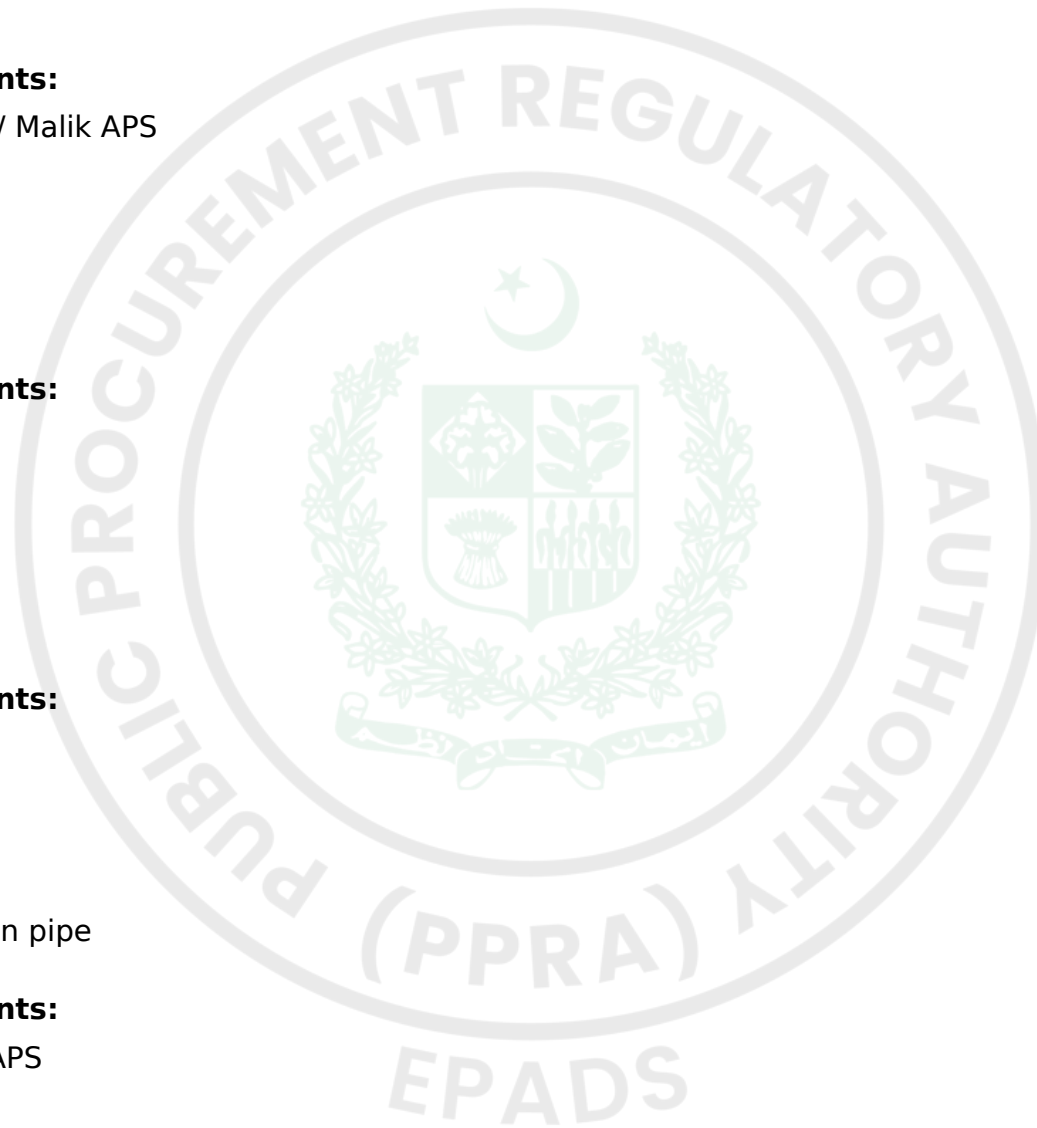 nts:
/ Malik APS
nts:
nts:
n pipe
nts:
APS
PUBLIC PROCUREMENT REGULATORY AUTHORITY
(PPRA)
EPADS